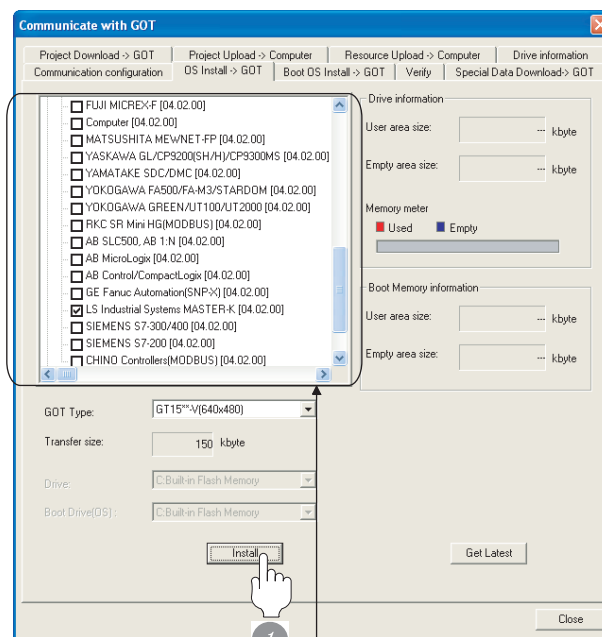 Communicate with GOT
Project Download -> GOT
Project Upload -> Computer
Resource Upload -> Computer
Drive information
Communication configuration
OS Install -> GOT
Boot OS Install -> GOT
Verify
Special Data Download-> GOT
FUJI MICREX-F [04.02.00]
Computer [04.02.00]
MATSUSHITA MEWNET-FP [04.02.00]
YASKAWA GL/CP9200(SH/H)/CP9300MS [04.02.00]
YAMATAKE SDC/DMC [04.02.00]
YOKOGAWA FA500/FA-M3/STARDOM [04.02.00]
YOKOGAWA GREEN/UT100/UT2000 [04.02.00]
RKC SR Mini HG(MODBUS) [04.02.00]
AB SLC500, AB 1:N [04.02.00]
AB MicroLogix [04.02.00]
AB Control/CompactLogix [04.02.00]
GE Fanuc Automation(SNP-X) [04.02.00]
LS Industrial Systems MASTER-K [04.02.00]
SIEMENS S7-300/400 [04.02.00]
SIEMENS S7-200 [04.02.00]
CHINO Controllers(MODBUS) [04.02.00]
Drive information
User area size: --- kbyte
Empty area size: --- kbyte
Memory meter
Used Empty
Boot Memory information
User area size: --- kbyte
Empty area size: --- kbyte
GOT Type: GT15**-V(640x480)
Transfer size: 150 kbyte
Drive: C:Built-in Flash Memory
Boot Drive(OS) : C:Built-in Flash Memory
Install
Get Latest
1
Close